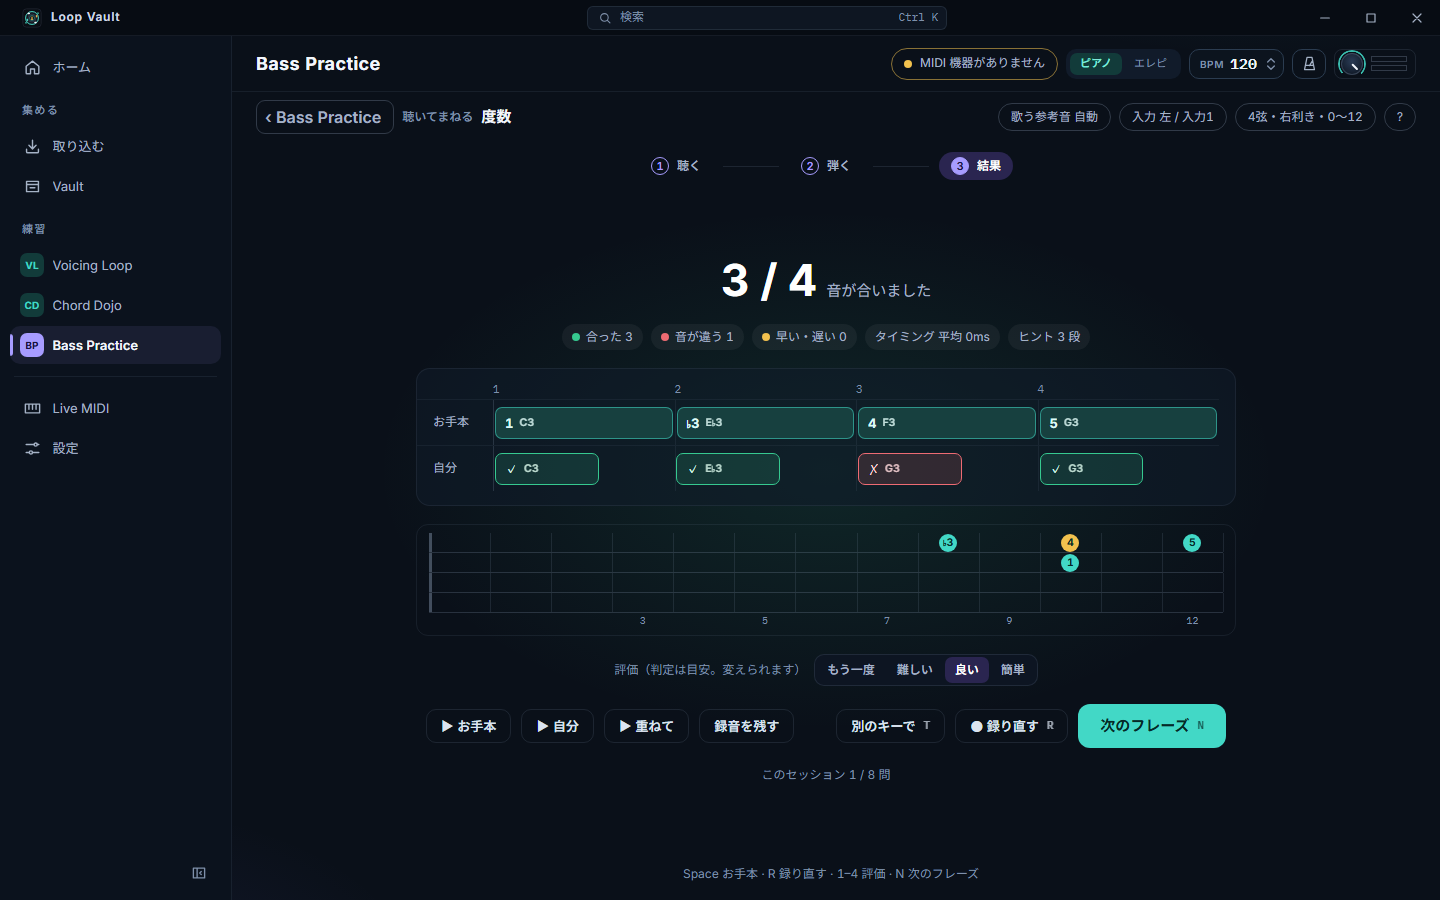 Loop Vault
検索
Ctrl K
ホーム
集める
取り込む
Vault
練習
VL Voicing Loop
CD Chord Dojo
BP Bass Practice
Live MIDI
設定
Bass Practice
MIDI 機器がありません
ピアノ エレピ
BPM 120
‹ Bass Practice 聴いてまねる 度数
歌う参考音 自動
入力 左 / 入力1
4弦・右利き・0〜12
?
1 聴く
2 弾く
3 結果
3 / 4 音が合いました
合った 3
音が違う 1
早い・遅い 0
タイミング 平均 0ms
ヒント 3 段
1 2 3 4
お手本 1 C3 ♭3 E♭3 4 F3 5 G3
自分 ✓ C3 ✓ E♭3 ✗ G3 ✓ G3
♭3 4 5
1
3 5 7 9 12
評価（判定は目安。変えられます） もう一度 難しい 良い 簡単
▶ お手本 ▶ 自分 ▶ 重ねて 録音を残す 別のキーで T ● 録り直す R 次のフレーズ N
このセッション 1 / 8 問
Space お手本 · R 録り直す · 1–4 評価 · N 次のフレーズ